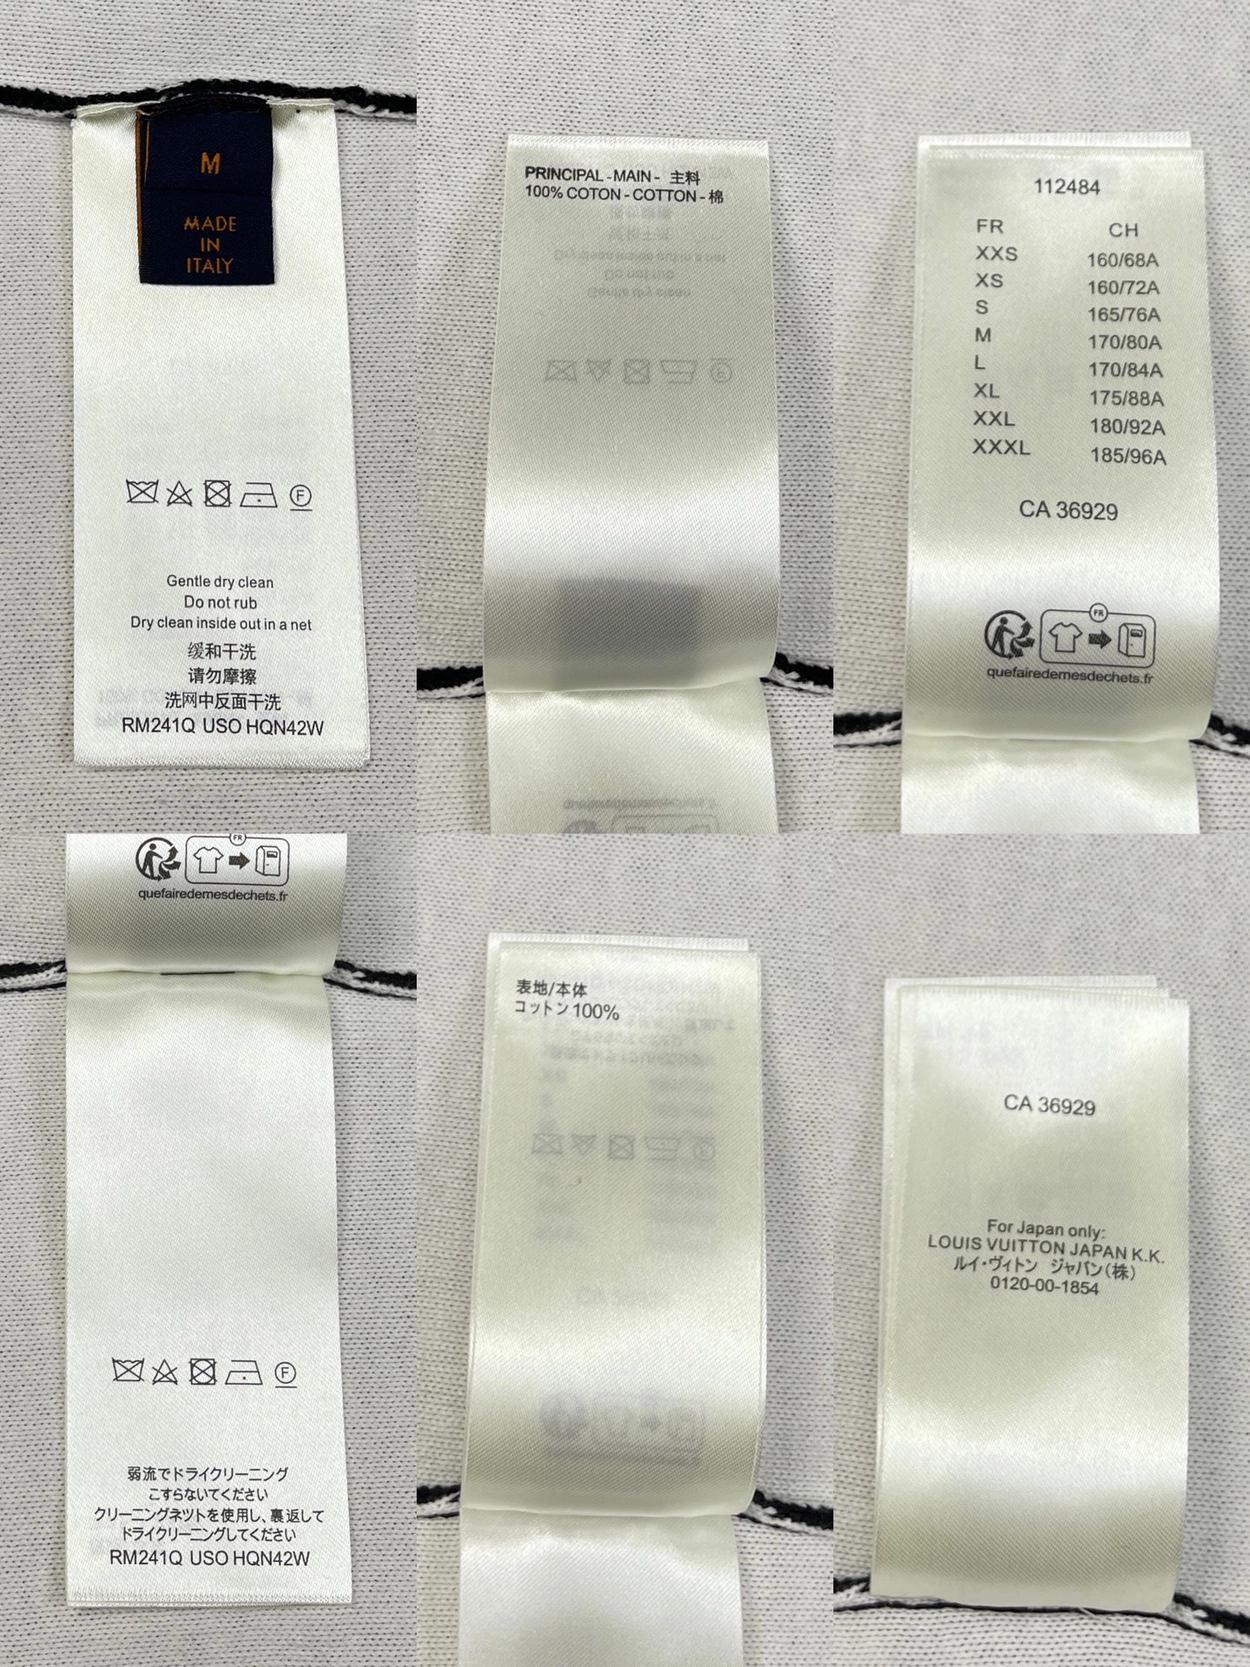 M
MADE
IN
ITALY
F
Gentle dry clean
Do not rub
Dry clean inside out in a net
缓和干洗
请勿摩擦
洗网中反面干洗
RM241Q USO HQN42W
PRINCIPAL - MAIN - 主料
100% COTON - COTTON - 棉
112484
FR CH
XXS 160/68A
XS 160/72A
S 165/76A
M 170/80A
L 170/84A
XL 175/88A
XXL 180/92A
XXXL 185/96A
CA 36929
FR
quefairedemesdechets.fr
FR
quefairedemesdechets.fr
F
弱流でドライクリーニング
こすらないでください
クリーニングネツトを使用し、裏返して
ドライクリーニングしてください
RM241Q USO HQN42W
表地/本体
コットン100%
CA 36929
For Japan only:
LOUIS VUITTON JAPAN K.K.
ルイ・ヴィトン ジャパン(株)
0120-00-1854